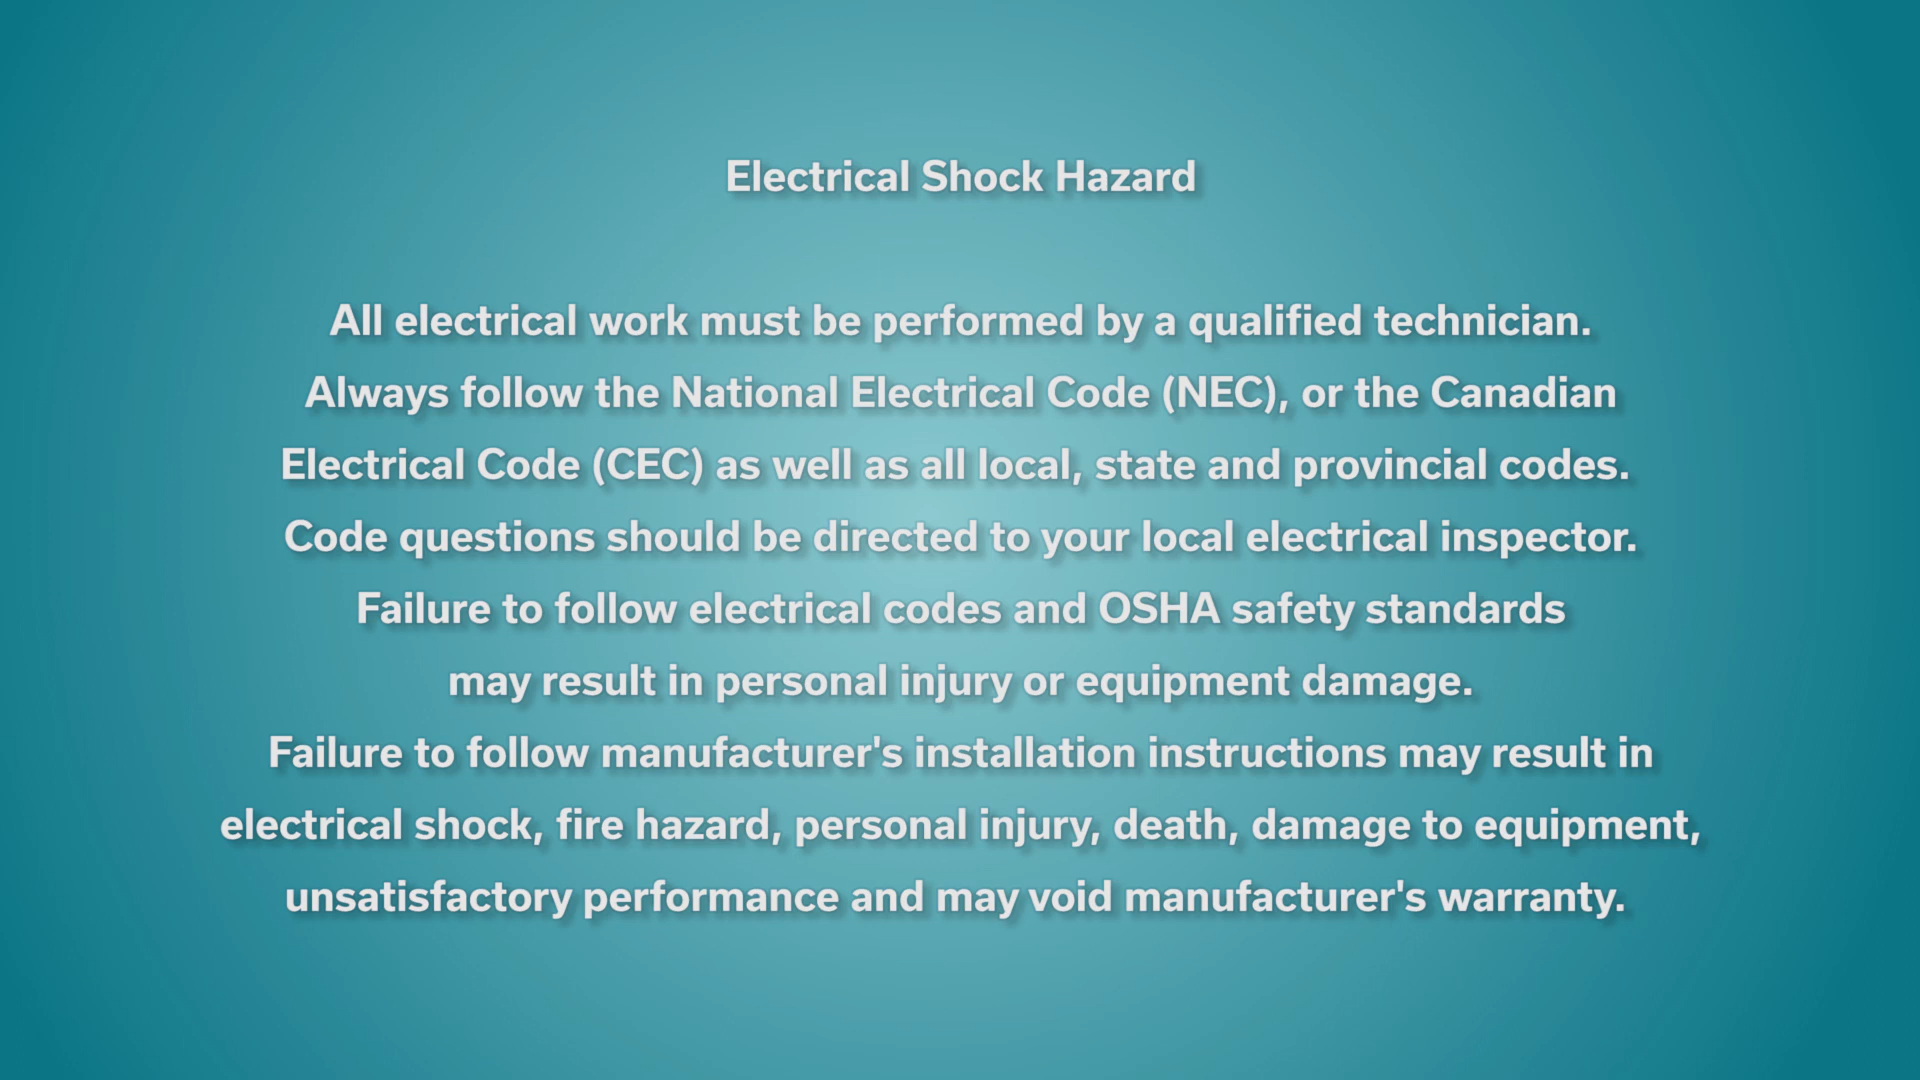 Electrical Shock Hazard
All electrical work must be performed by a qualified technician.
Always follow the National Electrical Code (NEC), or the Canadian
Electrical Code (CEC) as well as all local, state and provincial codes.
Code questions should be directed to your local electrical inspector.
Failure to follow electrical codes and OSHA safety standards
may result in personal injury or equipment damage.
Failure to follow manufacturer's installation instructions may result in
electrical shock, fire hazard, personal injury, death, damage to equipment,
unsatisfactory performance and may void manufacturer's warranty.